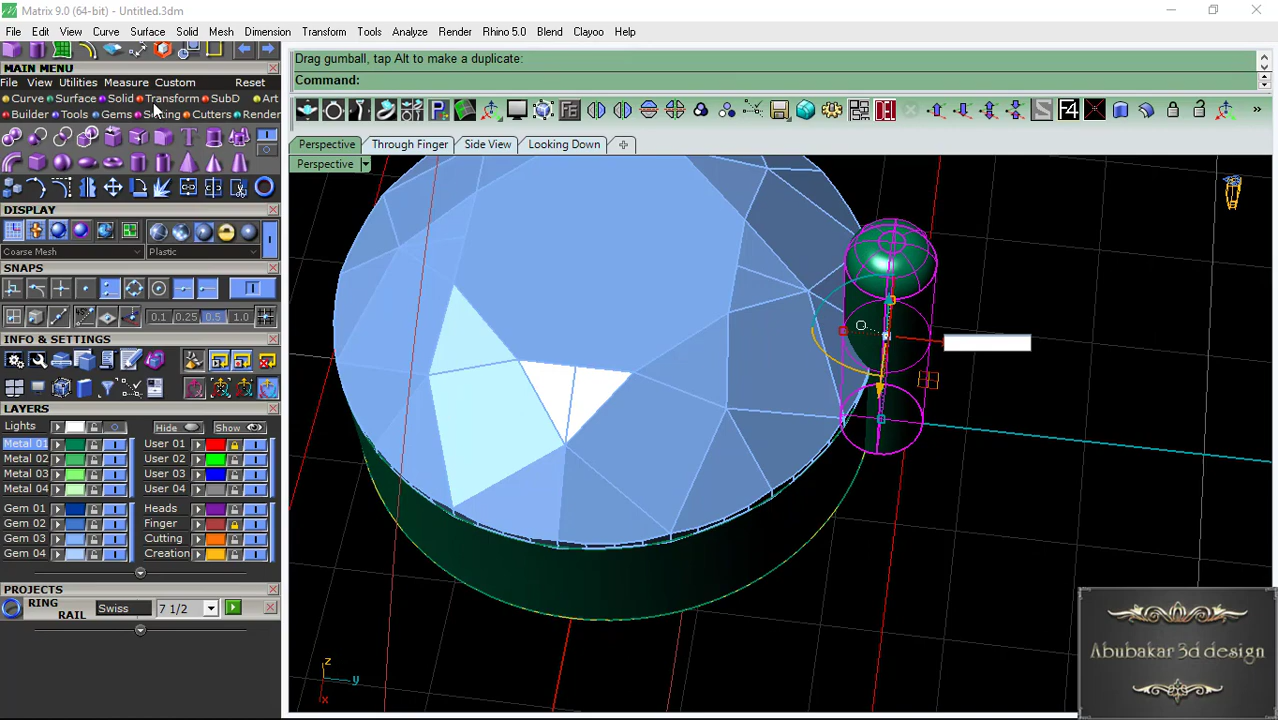 Matrix 9.0 (64-bit) - Untitled.3dm
File Edit View Curve Surface Solid Mesh Dimension Transform Tools Analyze Render Rhino 5.0 Blend Clayoo Help
Drag gumball, tap Alt to make a duplicate:
Command:
MAIN MENU
File View Utilities Measure Custom Reset
Curve Surface Solid Transform SubD Art
Builder Tools Gems Setting Cutters Render
Perspective Through Finger Side View Looking Down
Perspective
DISPLAY
Coarse Mesh Plastic
SNAPS
0.1 0.25 0.5 1.0
INFO & SETTINGS
LAYERS
Lights Hide Show
Metal 01 User 01
Metal 02 User 02
Metal 03 User 03
Metal 04 User 04
Gem 01 Heads
Gem 02 Finger
Gem 03 Cutting
Gem 04 Creation
PROJECTS
RING RAIL Swiss 7 1/2
z
y
x
F4
Abubakar 3d design